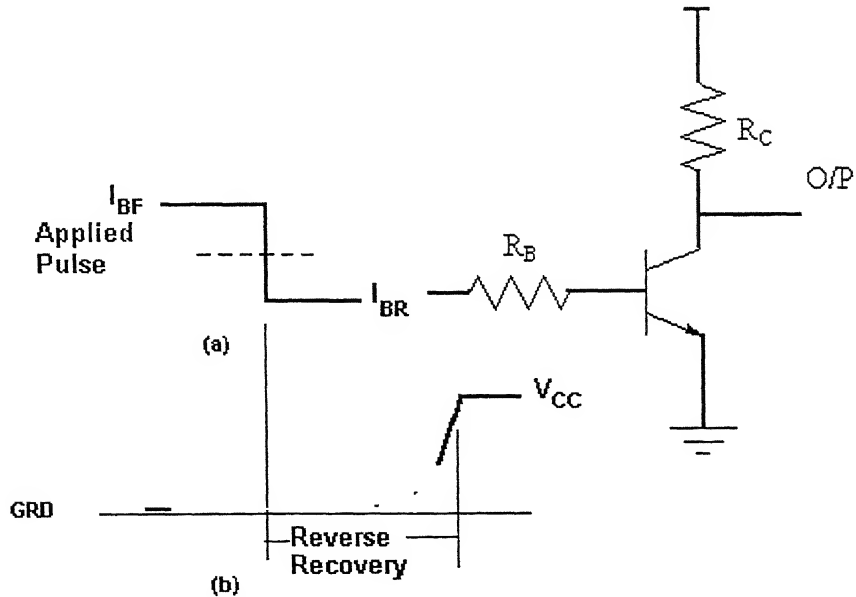 R_C
O/P
I_BF
Applied
Pulse
R_B
I_BR
(a)
V_CC
GRD
Reverse
Recovery
(b)